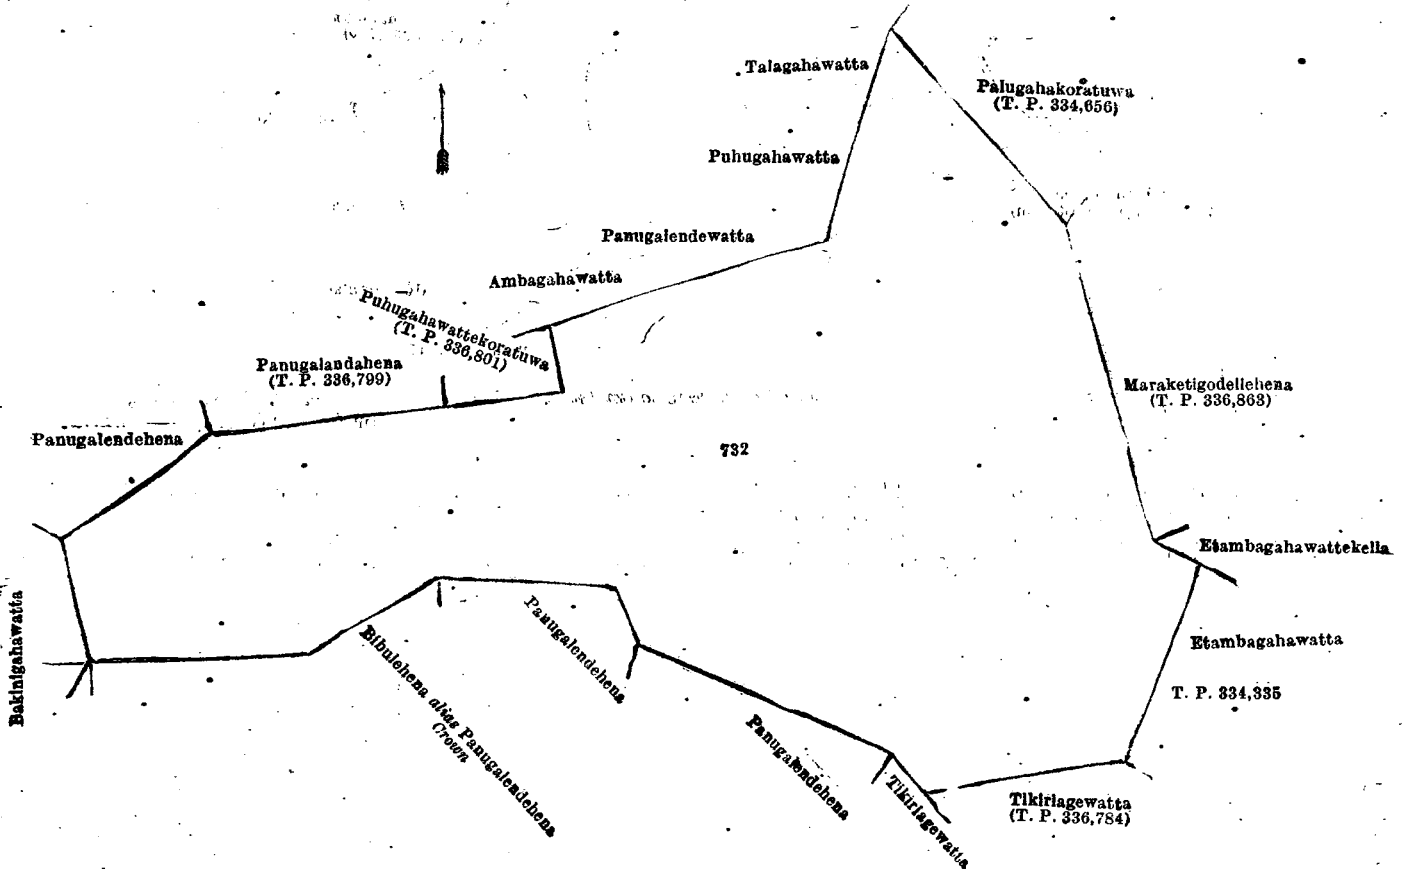 Talagahawatta
Palugahakoratuwa
(T. P. 334,656)
Puhugahawatta
Panugalendewatta
Ambagahawatta
Puhugahawattekoratuwa
(T. P. 336,801)
Panugalandahena
(T. P. 336,799)
Maraketigodellehena
(T. P. 336,863)
Panugalendehena
732
Etambagahawattekella
Bakinigahawatta
Etambagahawatta
T. P. 334,335
Bibulehena alias Panugalendehena
Crown
Panugalendehena
Panugalendehena
Tikiriagewatta
Tikiriagewatta
(T. P. 336,784)